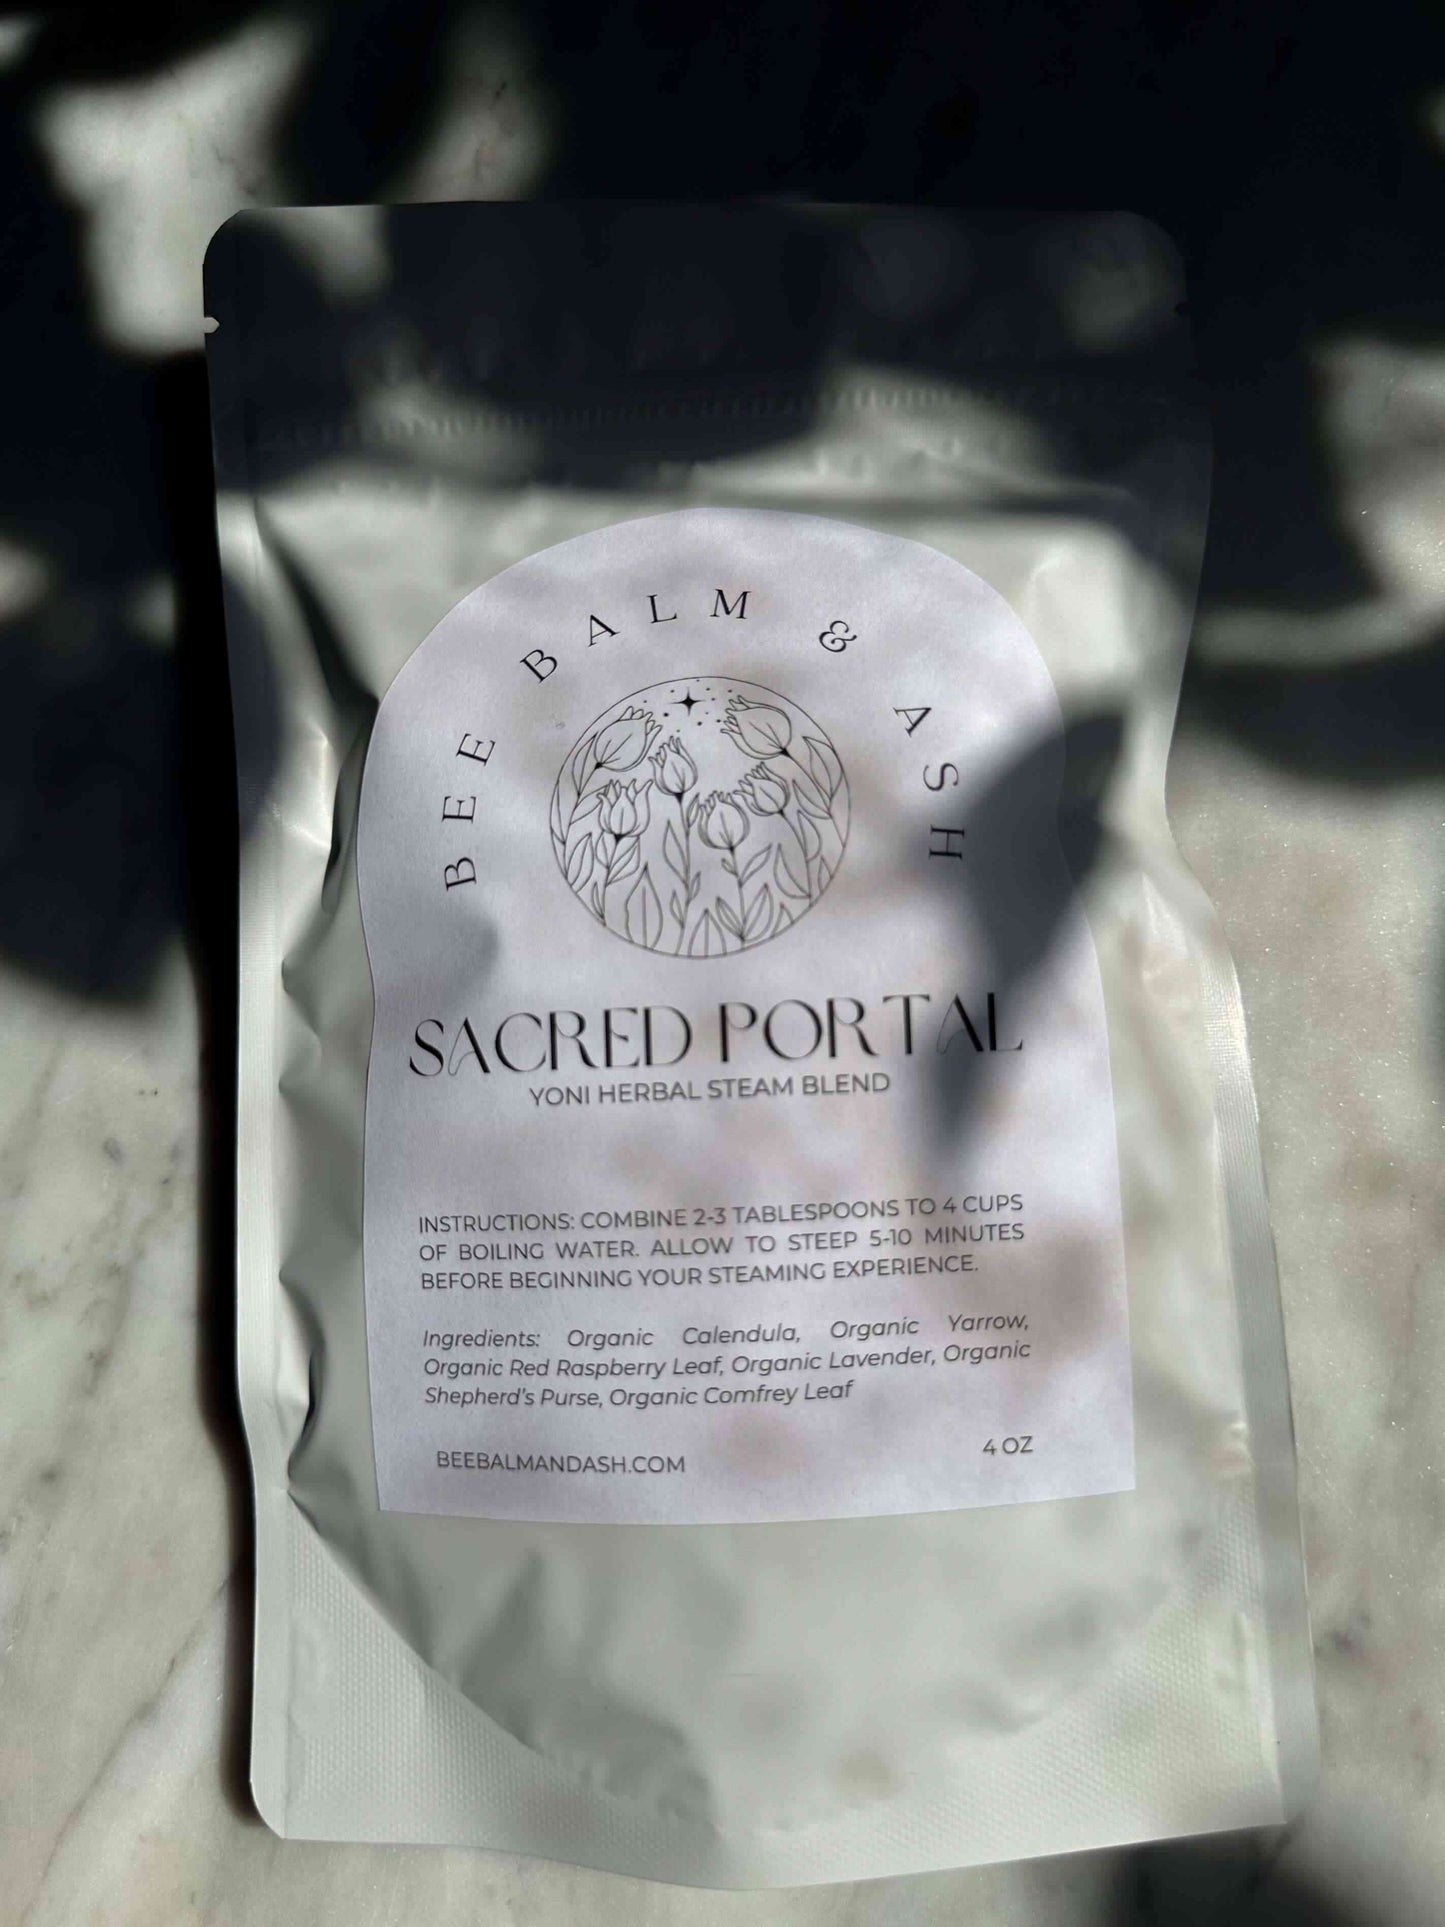 BEE BALM & ASH
SACRED PORTAL
YONI HERBAL STEAM BLEND
INSTRUCTIONS: COMBINE 2-3 TABLESPOONS TO 4 CUPS
OF BOILING WATER. ALLOW TO STEEP 5-10 MINUTES
BEFORE BEGINNING YOUR STEAMING EXPERIENCE.
Ingredients: Organic Calendula, Organic Yarrow,
Organic Red Raspberry Leaf, Organic Lavender, Organic
Shepherd's Purse, Organic Comfrey Leaf
BEEBALMANDASH.COM
4 OZ